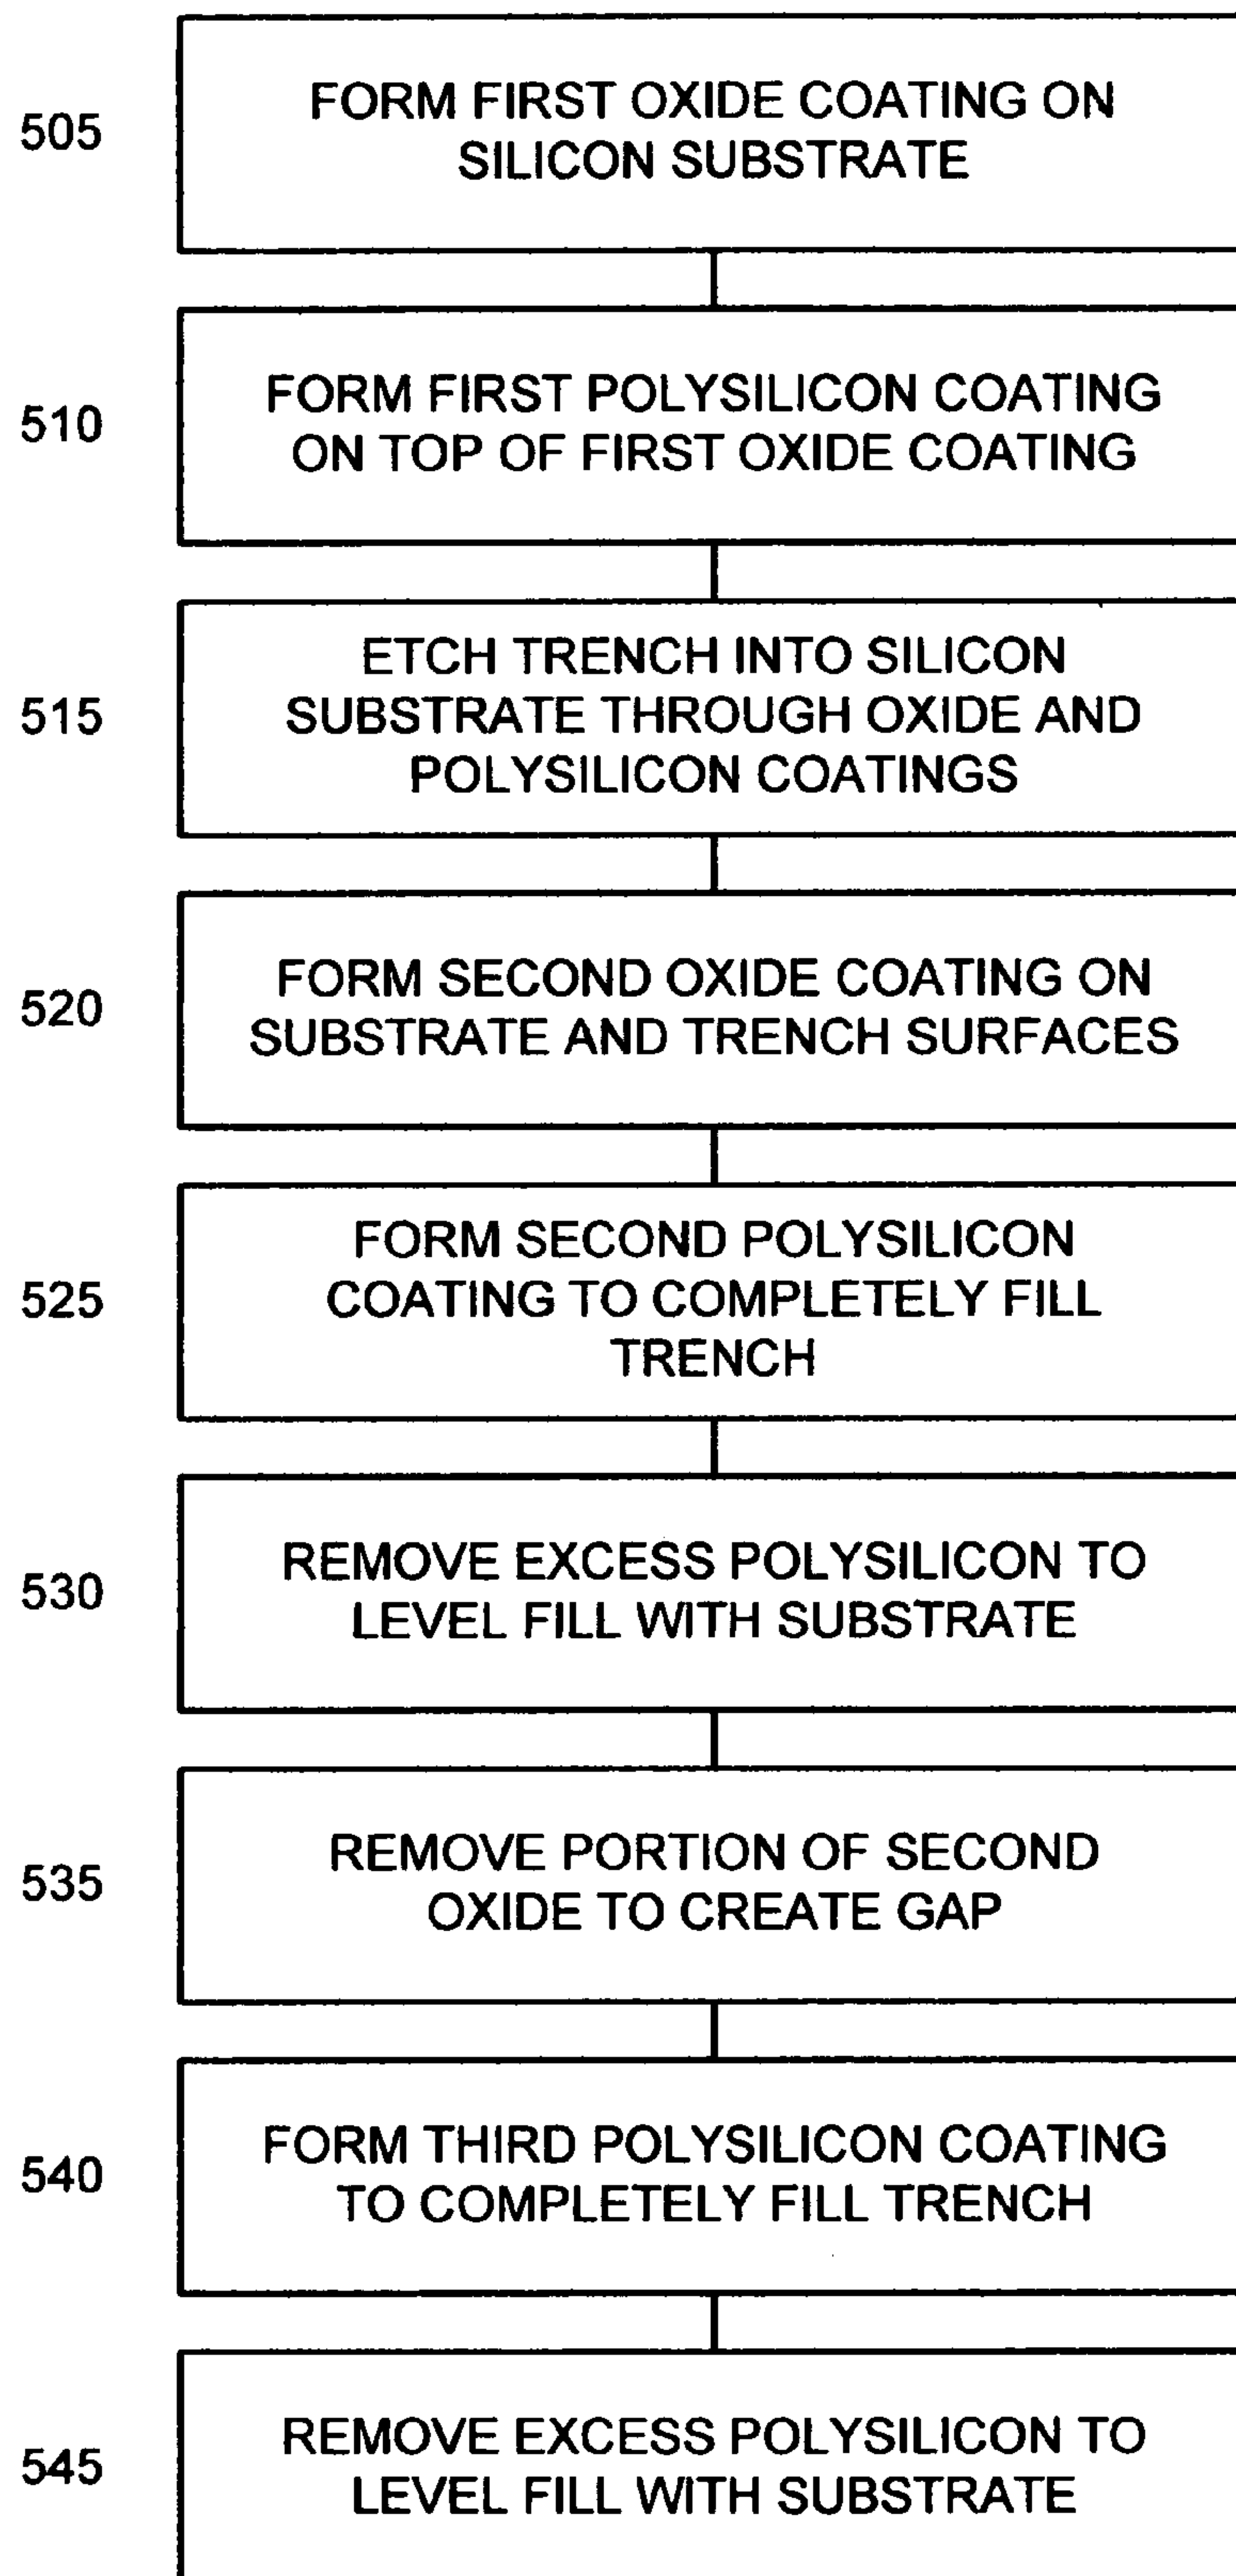 505
FORM FIRST OXIDE COATING ON
SILICON SUBSTRATE
510
FORM FIRST POLYSILICON COATING
ON TOP OF FIRST OXIDE COATING
515
ETCH TRENCH INTO SILICON
SUBSTRATE THROUGH OXIDE AND
POLYSILICON COATINGS
520
FORM SECOND OXIDE COATING ON
SUBSTRATE AND TRENCH SURFACES
525
FORM SECOND POLYSILICON
COATING TO COMPLETELY FILL
TRENCH
530
REMOVE EXCESS POLYSILICON TO
LEVEL FILL WITH SUBSTRATE
535
REMOVE PORTION OF SECOND
OXIDE TO CREATE GAP
540
FORM THIRD POLYSILICON COATING
TO COMPLETELY FILL TRENCH
545
REMOVE EXCESS POLYSILICON TO
LEVEL FILL WITH SUBSTRATE